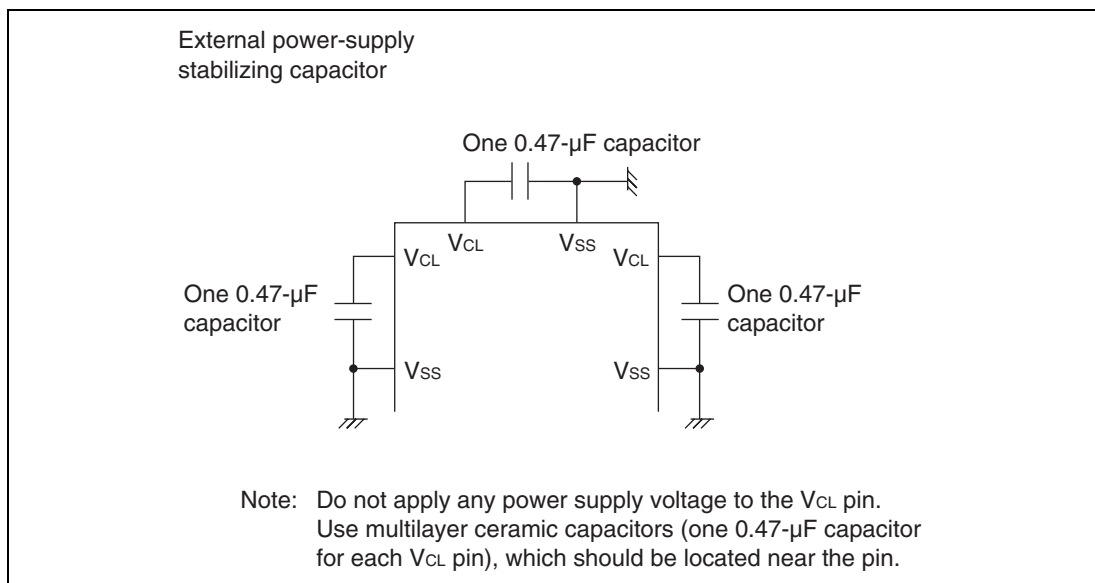 External power-supply
stabilizing capacitor
One 0.47-μF capacitor
VCL
VSS
VCL
VCL
One 0.47-μF
capacitor
One 0.47-μF
capacitor
VSS
VSS
Note: Do not apply any power supply voltage to the VCL pin.
Use multilayer ceramic capacitors (one 0.47-μF capacitor
for each VCL pin), which should be located near the pin.